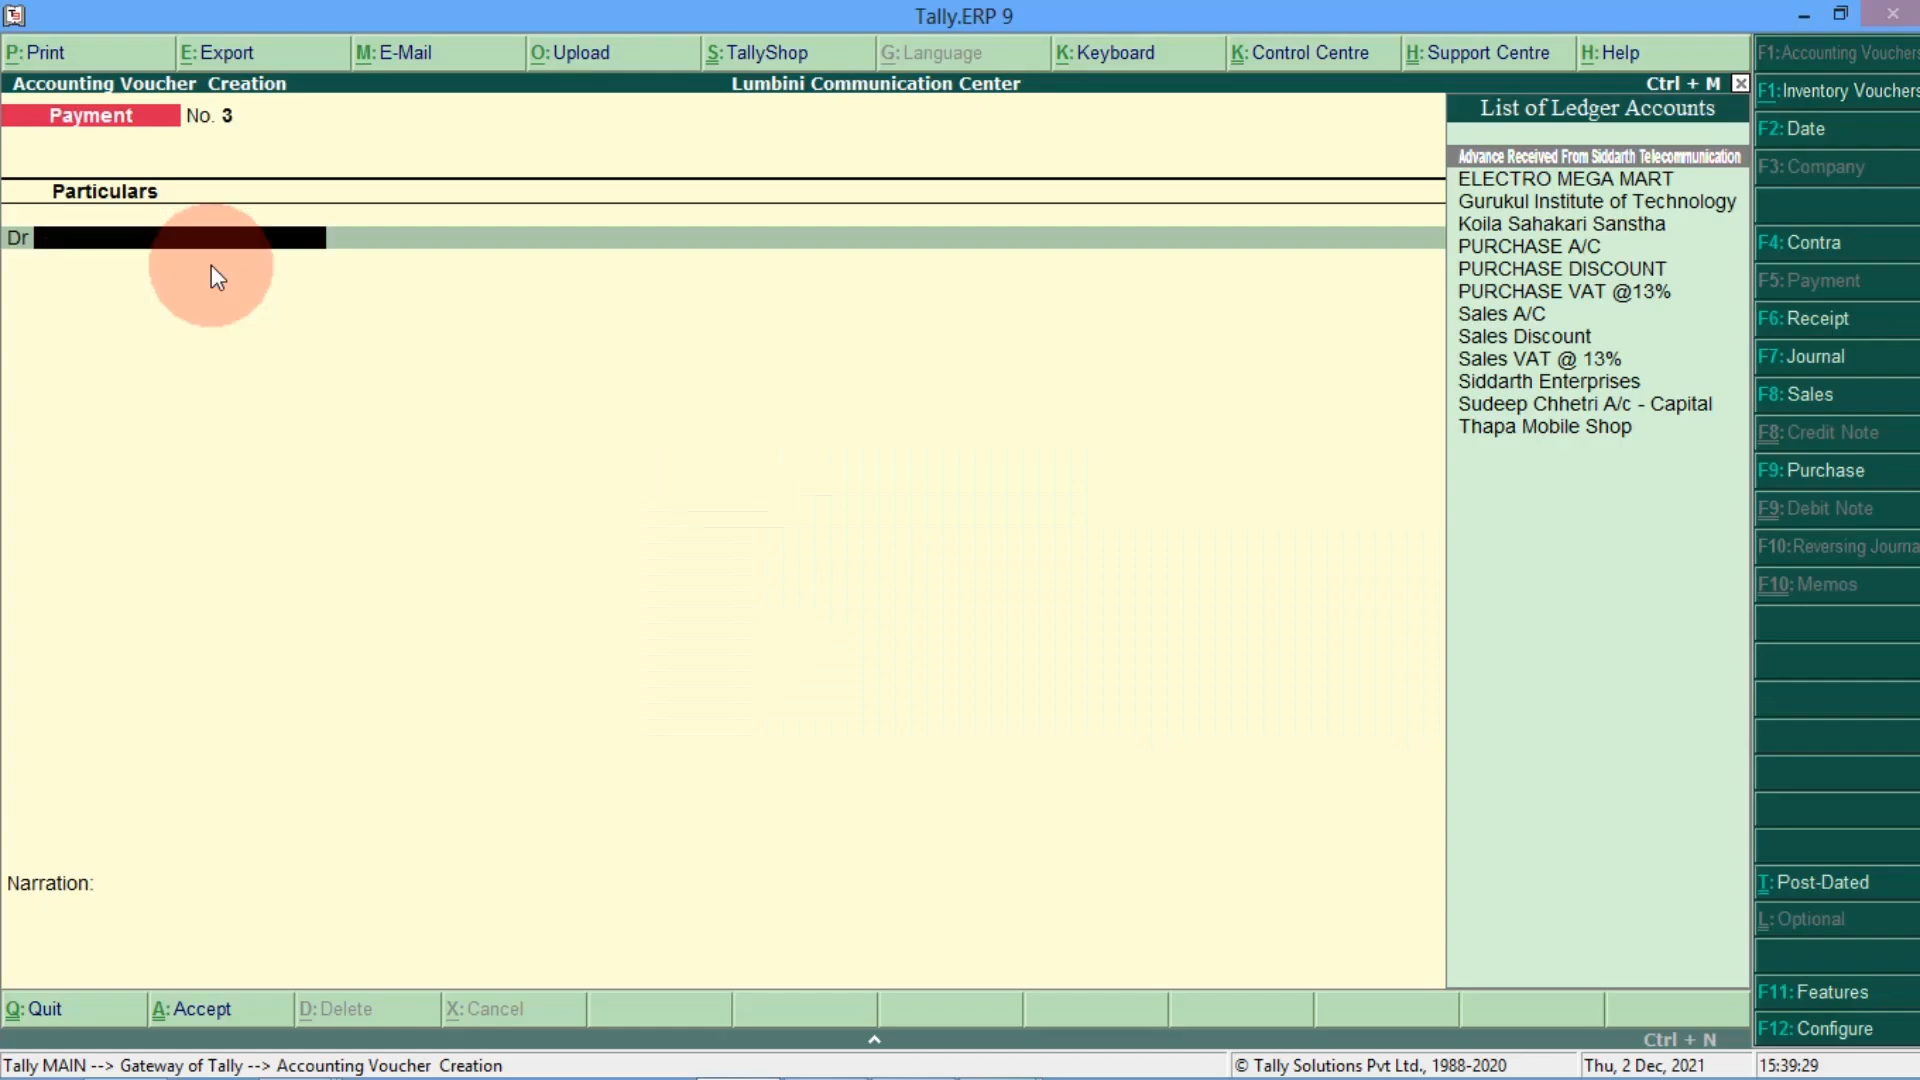 Tally.ERP 9
P: Print
E: Export
M: E-Mail
O: Upload
S: TallyShop
G: Language
K: Keyboard
K: Control Centre
H: Support Centre
H: Help
Accounting Voucher Creation
Lumbini Communication Center
Ctrl + M
Payment
No. 3
Particulars
Dr
Narration:
List of Ledger Accounts
Advance Received From Siddarth Telecommunication
ELECTRO MEGA MART
Gurukul Institute of Technology
Koila Sahakari Sanstha
PURCHASE A/C
PURCHASE DISCOUNT
PURCHASE VAT @13%
Sales A/C
Sales Discount
Sales VAT @ 13%
Siddarth Enterprises
Sudeep Chhetri A/c - Capital
Thapa Mobile Shop
F1: Accounting Vouchers
F1: Inventory Vouchers
F2: Date
F3: Company
F4: Contra
F5: Payment
F6: Receipt
F7: Journal
F8: Sales
F8: Credit Note
F9: Purchase
F9: Debit Note
F10: Reversing Journa
F10: Memos
T: Post-Dated
L: Optional
F11: Features
F12: Configure
Q: Quit
A: Accept
D: Delete
X: Cancel
Ctrl + N
Tally MAIN --> Gateway of Tally --> Accounting Voucher Creation
© Tally Solutions Pvt Ltd., 1988-2020
Thu, 2 Dec, 2021
15:39:29